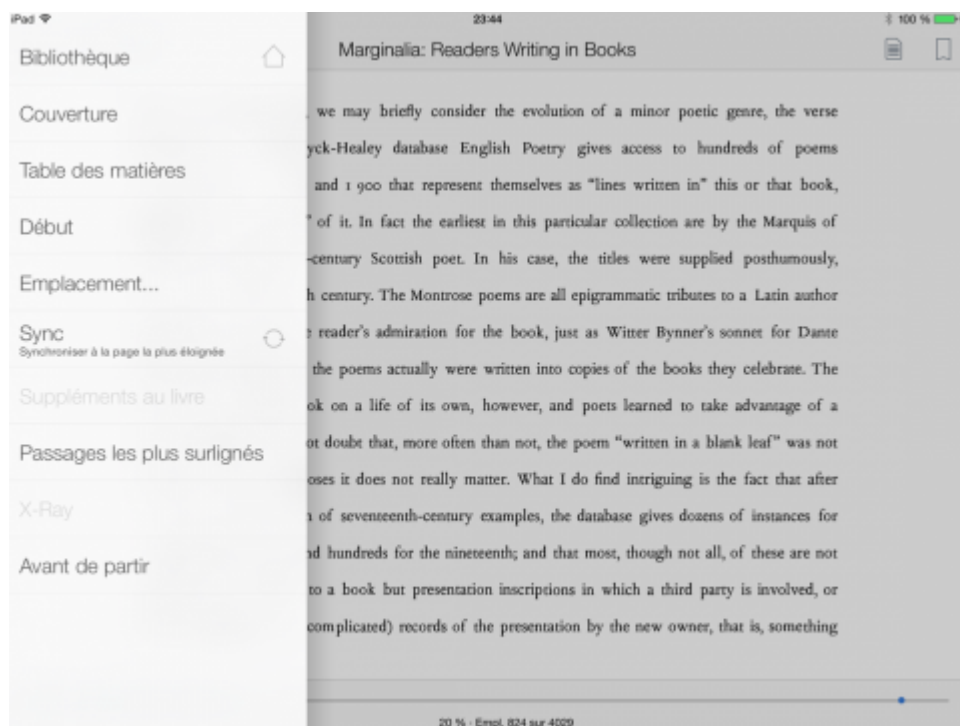 iPad 23:44 100 %
Bibliothèque
Marginalia: Readers Writing in Books
Couverture
Table des matières
Début
Emplacement...
Sync
Synchroniser à la page la plus éloignée
Suppléments au livre
Passages les plus surlignés
X-Ray
Avant de partir
we may briefly consider the evolution of a minor poetic genre, the verse
yck-Healey database English Poetry gives access to hundreds of poems
and 1 900 that represent themselves as “lines written in” this or that book,
” of it. In fact the earliest in this particular collection are by the Marquis of
-century Scottish poet. In his case, the titles were supplied posthumously,
h century. The Montrose poems are all epigrammatic tributes to a Latin author
reader’s admiration for the book, just as Witter Bynner’s sonnet for Dante
the poems actually were written into copies of the books they celebrate. The
ok on a life of its own, however, and poets learned to take advantage of a
ot doubt that, more often than not, the poem “written in a blank leaf” was not
oses it does not really matter. What I do find intriguing is the fact that after
of seventeenth-century examples, the database gives dozens of instances for
nd hundreds for the nineteenth; and that most, though not all, of these are not
to a book but presentation inscriptions in which a third party is involved, or
complicated) records of the presentation by the new owner, that is, something
20 % · Empl. 824 sur 4029